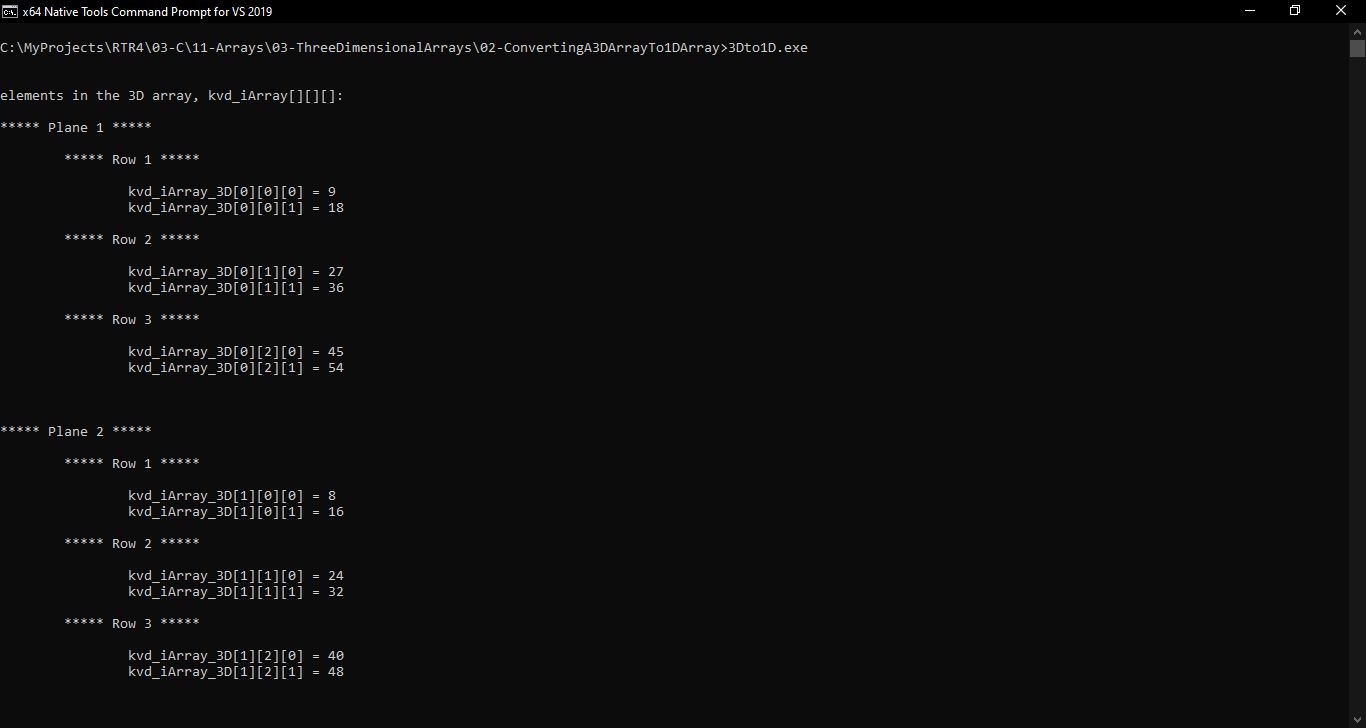 x64 Native Tools Command Prompt for VS 2019
C:\MyProjects\RTR4\03-C\11-Arrays\03-ThreeDimensionalArrays\02-ConvertingA3DArrayTo1DArray>3Dto1D.exe
elements in the 3D array, kvd_iArray[][][]:
***** Plane 1 *****
***** Row 1 *****
kvd_iArray_3D[0][0][0] = 9
kvd_iArray_3D[0][0][1] = 18
***** Row 2 *****
kvd_iArray_3D[0][1][0] = 27
kvd_iArray_3D[0][1][1] = 36
***** Row 3 *****
kvd_iArray_3D[0][2][0] = 45
kvd_iArray_3D[0][2][1] = 54
***** Plane 2 *****
***** Row 1 *****
kvd_iArray_3D[1][0][0] = 8
kvd_iArray_3D[1][0][1] = 16
***** Row 2 *****
kvd_iArray_3D[1][1][0] = 24
kvd_iArray_3D[1][1][1] = 32
***** Row 3 *****
kvd_iArray_3D[1][2][0] = 40
kvd_iArray_3D[1][2][1] = 48